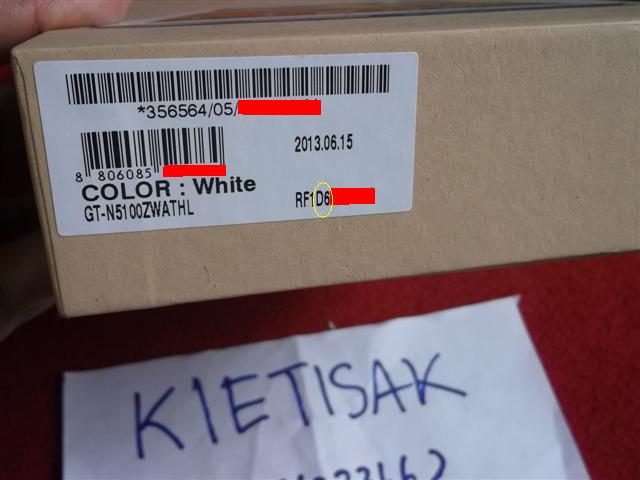 *356564/05/
8 806085
2013.06.15
COLOR : White
GT-N5100ZWATHL
RF1D6
KIETISAK